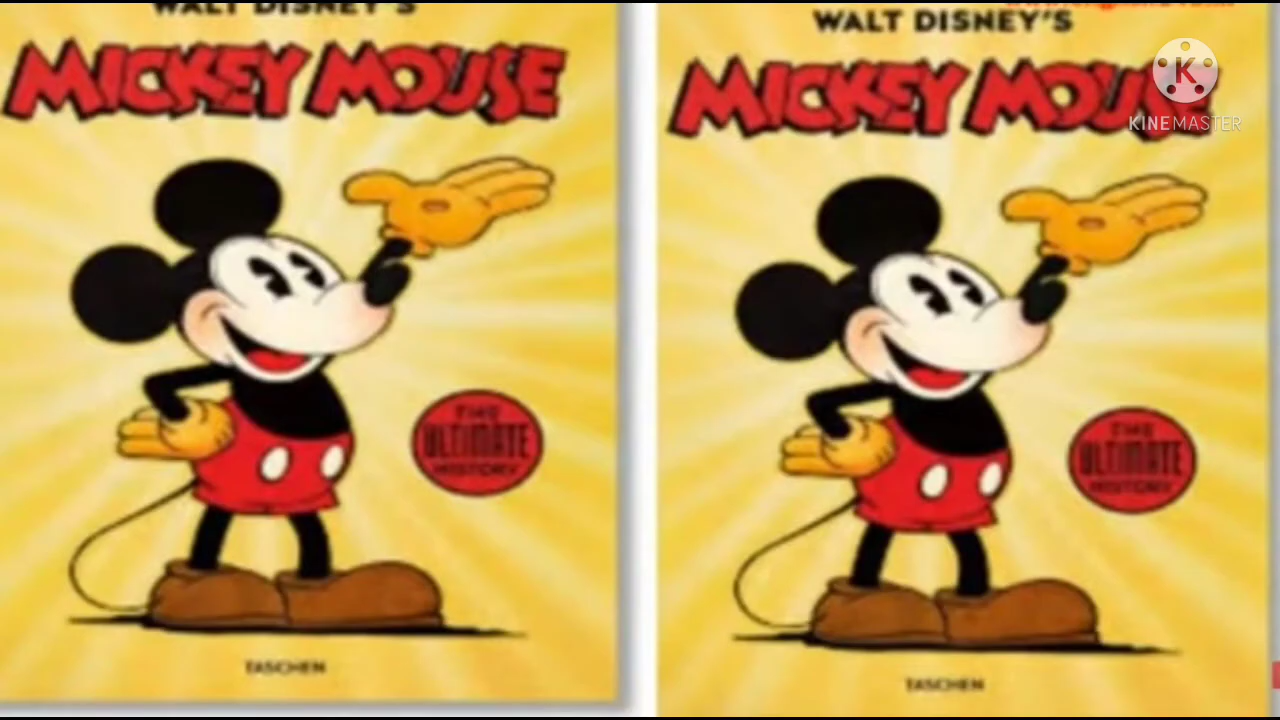 WALT DISNEY'S
MICKEY MOUSE
THE
ULTIMATE
HISTORY
TASCHEN
WALT DISNEY'S
MICKEY MOUSE
THE
ULTIMATE
HISTORY
TASCHEN
K
KINEMASTER